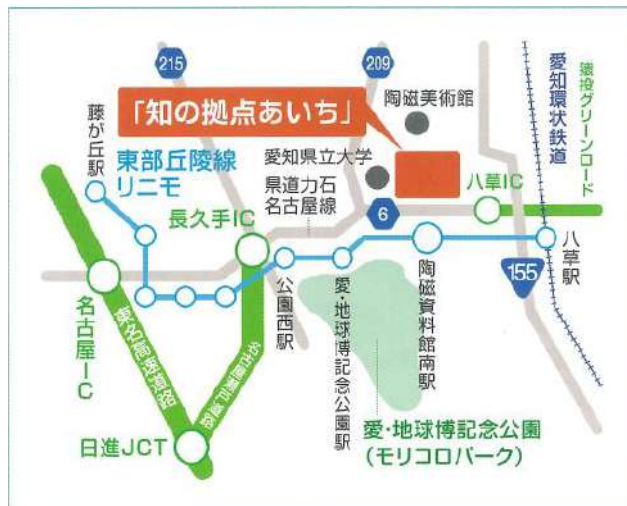 215
209
陶磁美術館
「知の拠点あいち」
藤が丘駅
東部丘陵線
リニモ
愛知県立大学
県道力石
名古屋線
6
八草IC
愛知環状鉄道
猿投グリーンロード
長久手IC
八草駅
155
名古屋IC
東名高速道路
名古屋瀬戸道路
公園西駅
愛・地球博記念公園駅
陶磁資料館南駅
日進JCT
愛・地球博記念公園
(モリコロパーク)